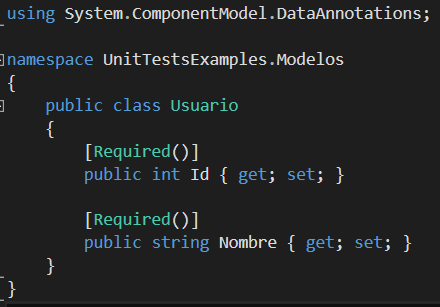 using System.ComponentModel.DataAnnotations;
namespace UnitTestsExamples.Modelos
{
public class Usuario
{
[Required()]
public int Id { get; set; }
[Required()]
public string Nombre { get; set; }
}
}